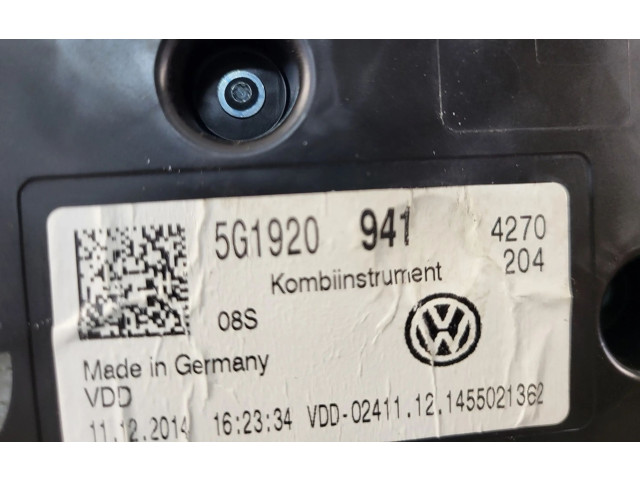 5G1920 941 4270
Kombiinstrument 204
08S
Made in Germany
VDD
11.12.2014 16:23:34 VDD-02411.12.1455021362